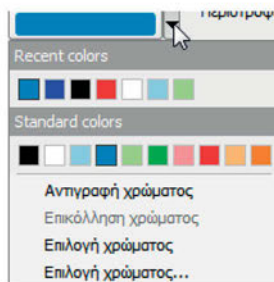 Recent colors
Standard colors
Αντιγραφή χρώματος
Επικόλληση χρώματος
Επιλογή χρώματος
Επιλογή χρώματος...